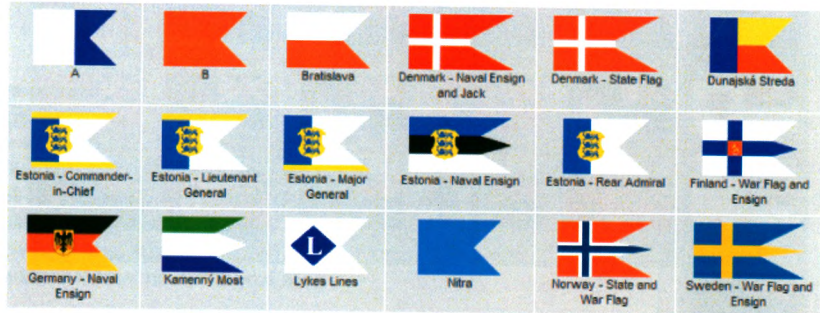 A
B
Bratislava
Denmark - Naval Ensign
and Jack
Denmark - State Flag
Dunajská Streda
Estonia - Commander-
in-Chief
Estonia - Lieutenant
General
Estonia - Major
General
Estonia - Naval Ensign
Estonia - Rear Admiral
Finland - War Flag and
Ensign
Germany - Naval
Ensign
Kamenný Most
L
Lykes Lines
Nitra
Norway - State and
War Flag
Sweden - War Flag and
Ensign